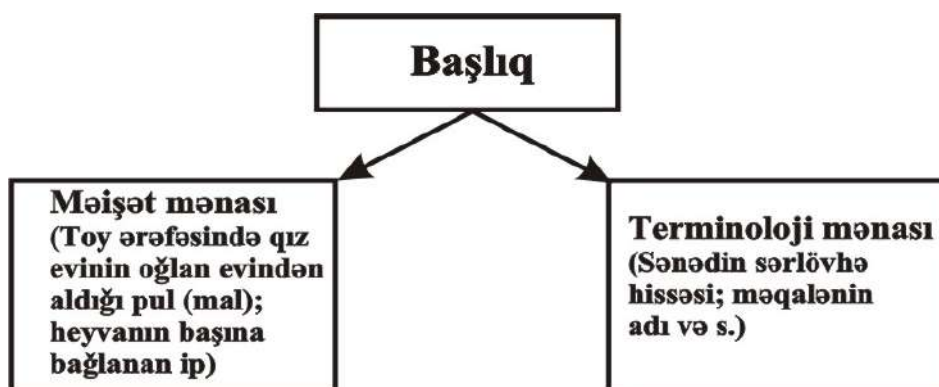 Başlıq
Məişət mənası
(Toy ərəfəsində qız
evinin oğlan evindən
aldığı pul (mal);
heyvanın başına
bağlanan ip)
Terminoloji mənası
(Sənədin sərlövhə
hissəsi; məqalənin
adı və s.)